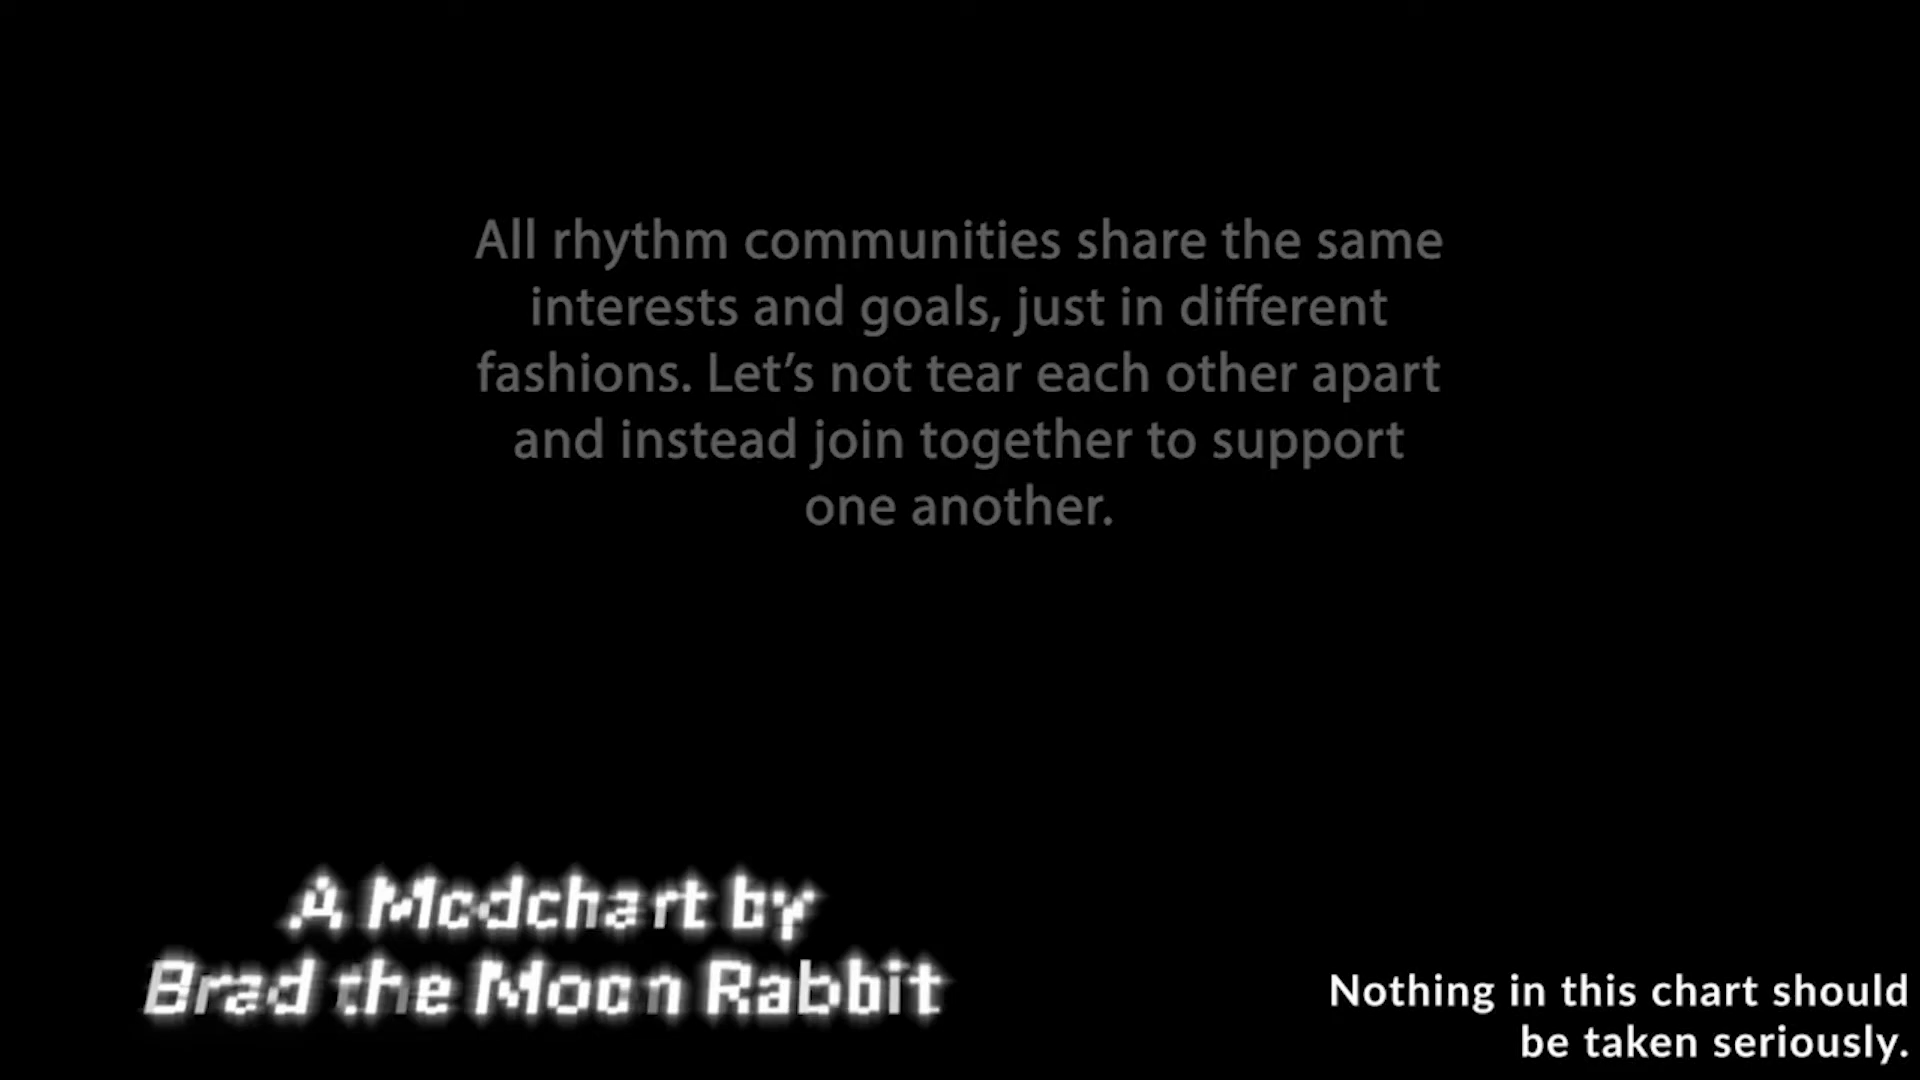 All rhythm communities share the same
interests and goals, just in different
fashions. Let’s not tear each other apart
and instead join together to support
one another.
A Modchart by
Brad the Moon Rabbit
Nothing in this chart should
be taken seriously.